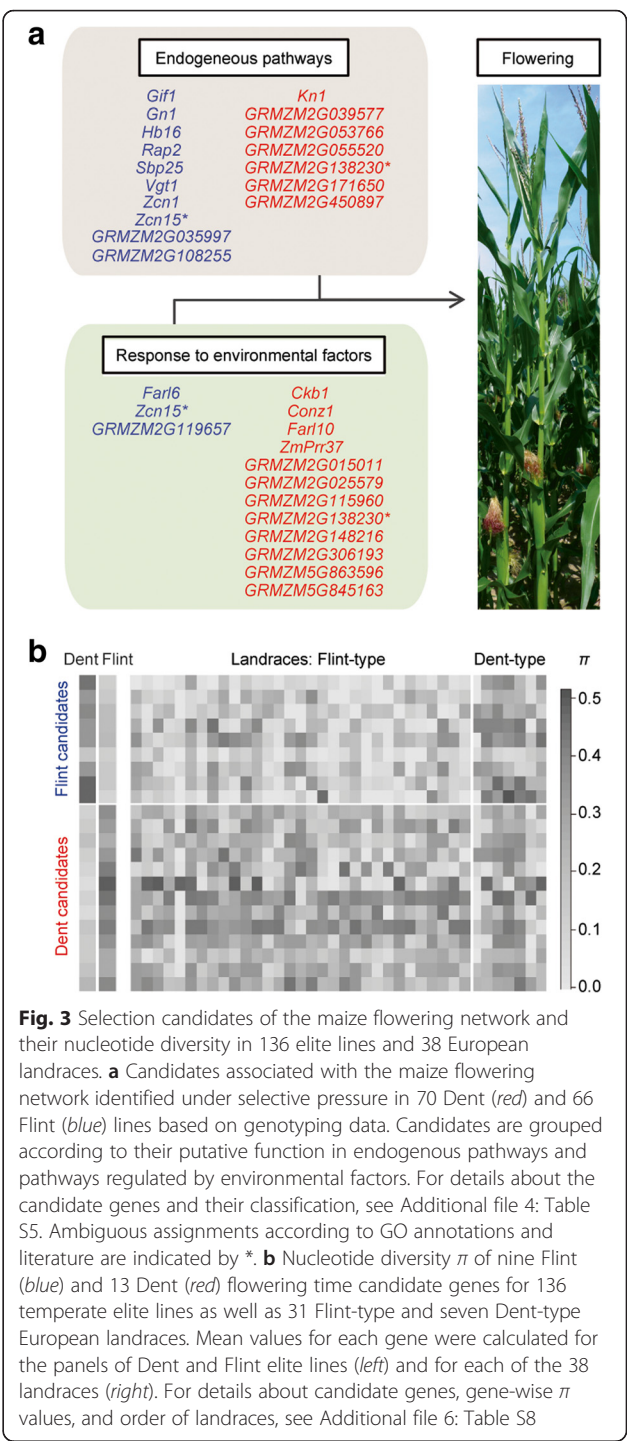 a
Endogeneous pathways
Flowering
Gif1
Gn1
Hb16
Rap2
Sbp25
Vgt1
Zcn1
Zcn15*
GRMZM2G035997
GRMZM2G108255
Kn1
GRMZM2G039577
GRMZM2G053766
GRMZM2G055520
GRMZM2G138230*
GRMZM2G171650
GRMZM2G450897
Response to environmental factors
Farl6
Zcn15*
GRMZM2G119657
Ckb1
Conz1
Farl10
ZmPrr37
GRMZM2G015011
GRMZM2G025579
GRMZM2G115960
GRMZM2G138230*
GRMZM2G148216
GRMZM2G306193
GRMZM5G863596
GRMZM5G845163
b
Dent Flint Landraces: Flint-type Dent-type π
Flint candidates
Dent candidates
0.5
0.4
0.3
0.2
0.1
0.0
Fig. 3 Selection candidates of the maize flowering network and
their nucleotide diversity in 136 elite lines and 38 European
landraces. a Candidates associated with the maize flowering
network identified under selective pressure in 70 Dent (red) and 66
Flint (blue) lines based on genotyping data. Candidates are grouped
according to their putative function in endogenous pathways and
pathways regulated by environmental factors. For details about the
candidate genes and their classification, see Additional file 4: Table
S5. Ambiguous assignments according to GO annotations and
literature are indicated by *. b Nucleotide diversity π of nine Flint
(blue) and 13 Dent (red) flowering time candidate genes for 136
temperate elite lines as well as 31 Flint-type and seven Dent-type
European landraces. Mean values for each gene were calculated for
the panels of Dent and Flint elite lines (left) and for each of the 38
landraces (right). For details about candidate genes, gene-wise π
values, and order of landraces, see Additional file 6: Table S8